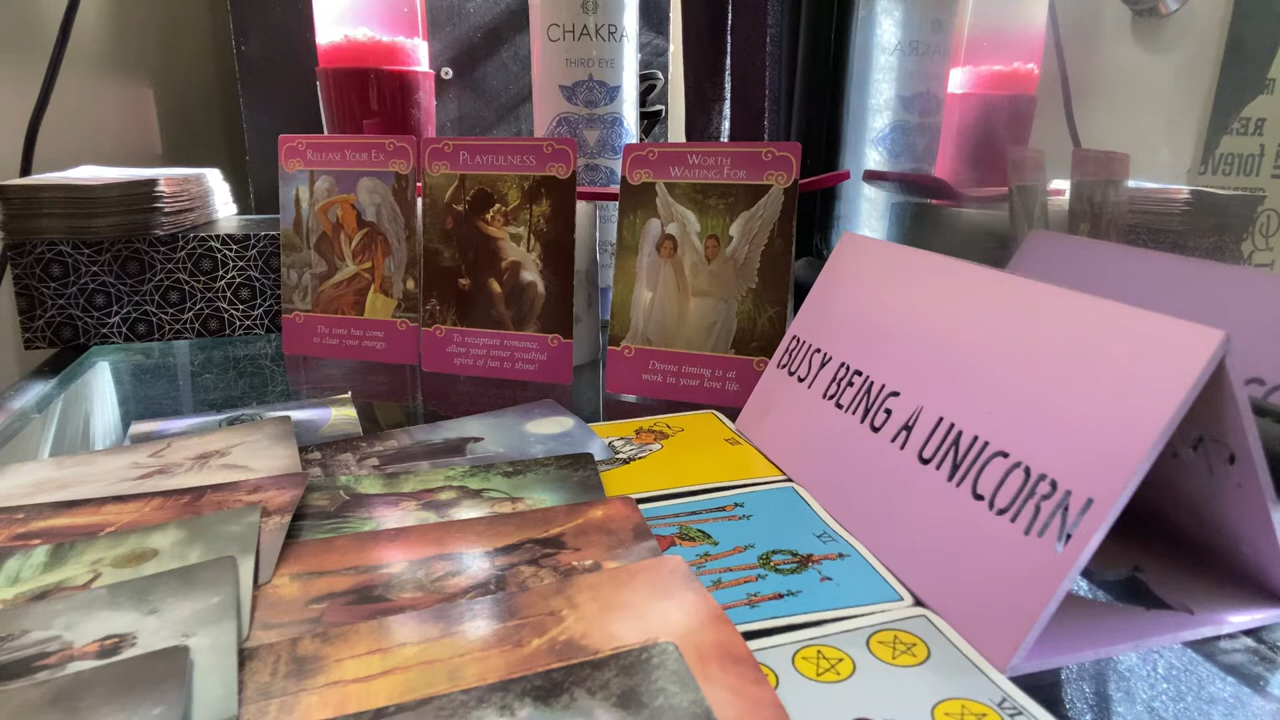 CHAKRA
THIRD EYE
RELEASE YOUR EX
The time has come
to clear your energy.
PLAYFULNESS
To recapture romance,
allow your inner youthful
spirit of fun to shine!
WORTH
WAITING FOR
Divine timing is at
work in your love life.
BUSY BEING A UNICORN
VI